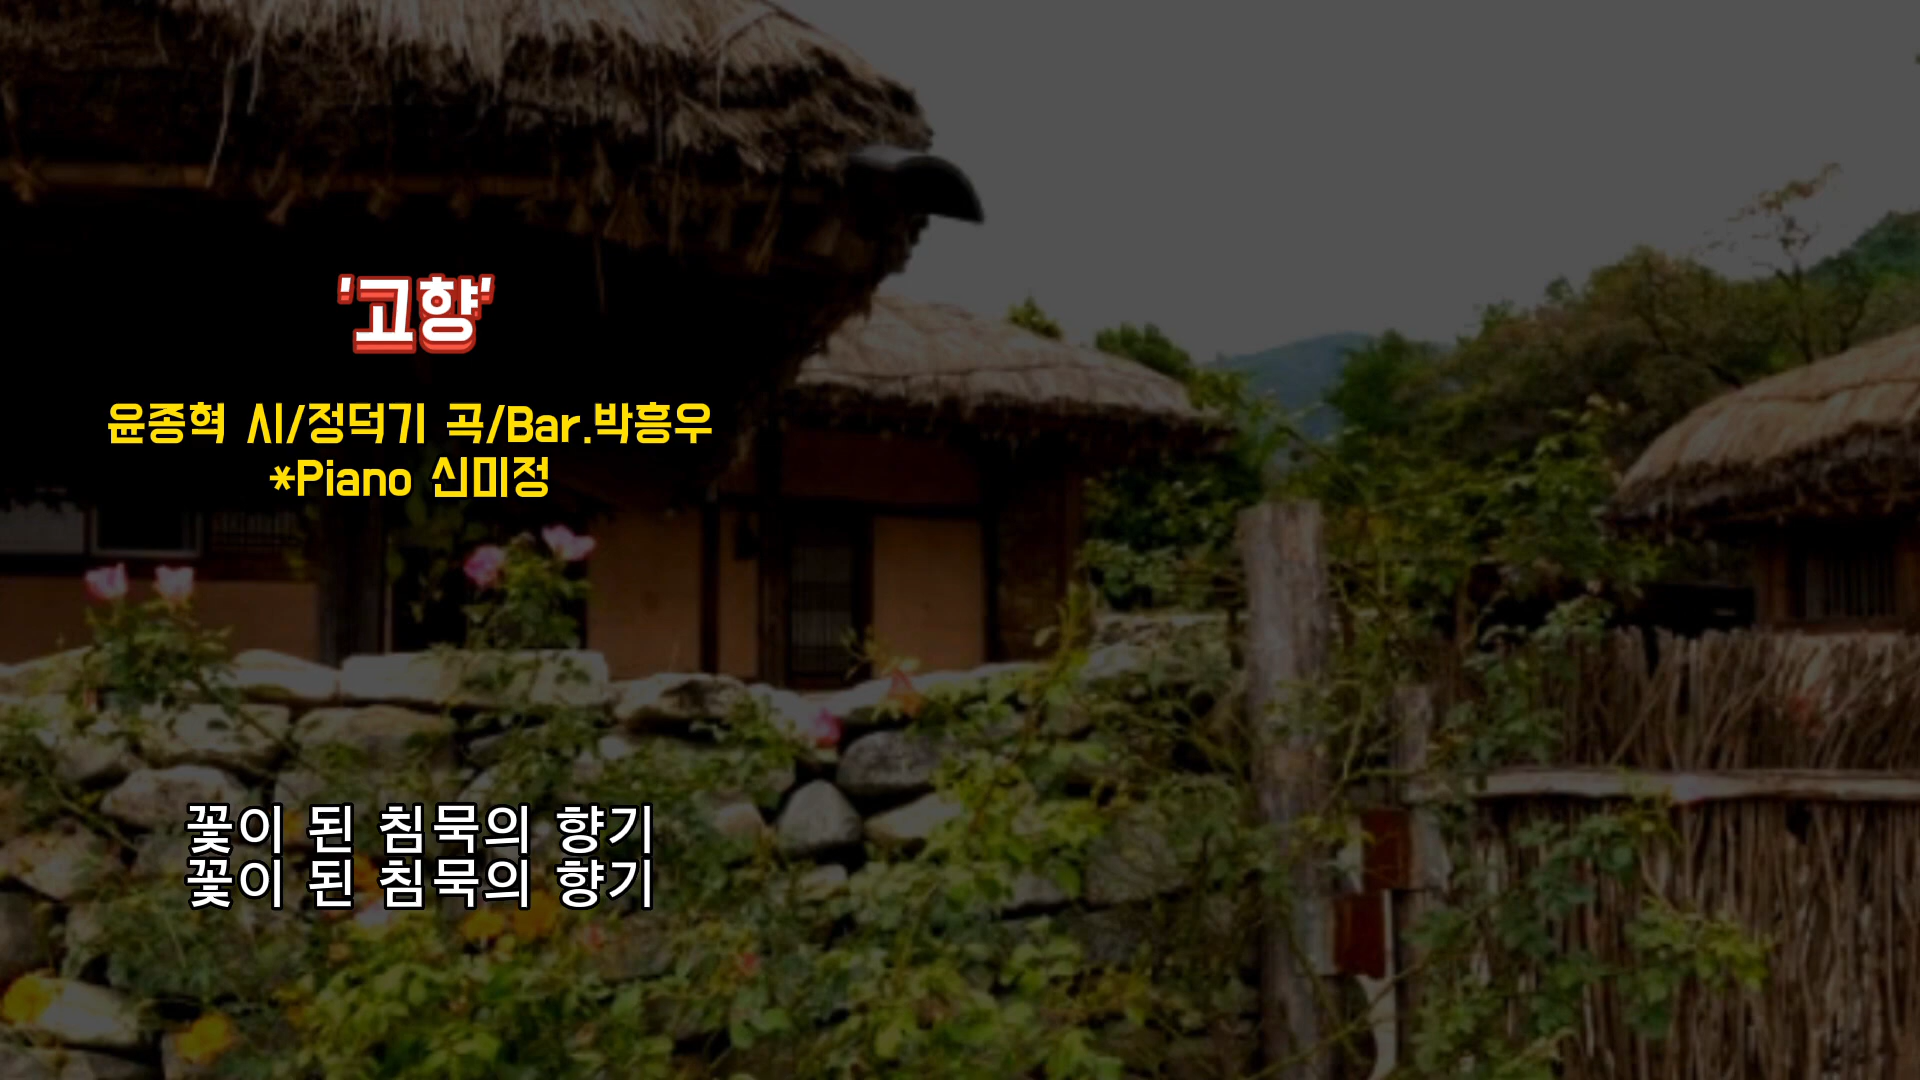 '고향'
윤종혁 시/정덕기 곡/Bar.박흥우
*Piano 신미정
꽃이 된 침묵의 향기
꽃이 된 침묵의 향기